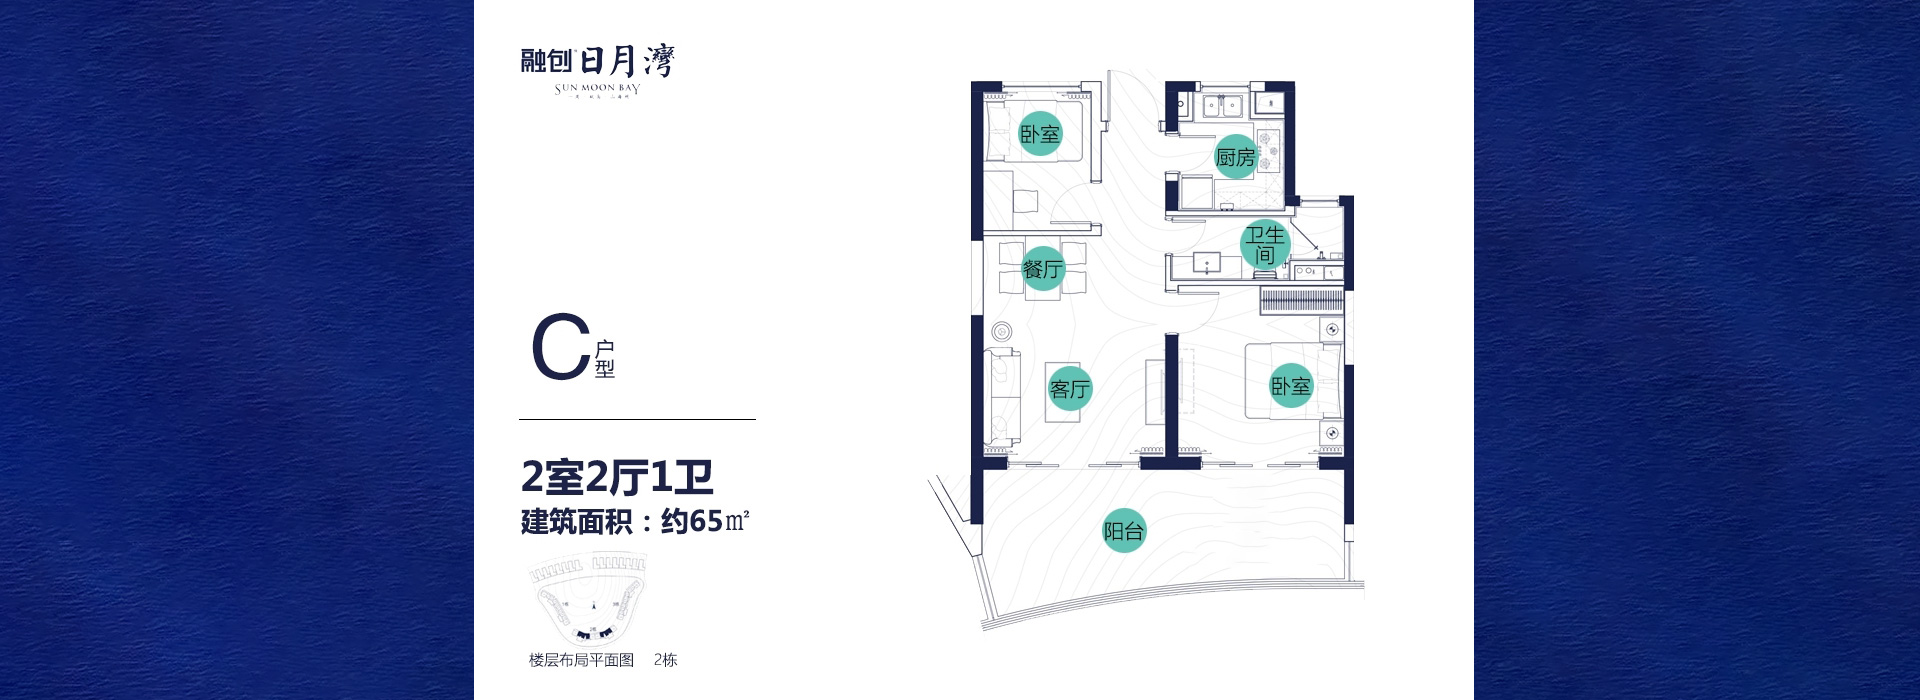 融创 日月灣
SUN MOON BAY
C户型
2室2厅1卫
建筑面积：约65㎡
楼层布局平面图 2栋
卧室
厨房
卫生间
餐厅
客厅
卧室
阳台